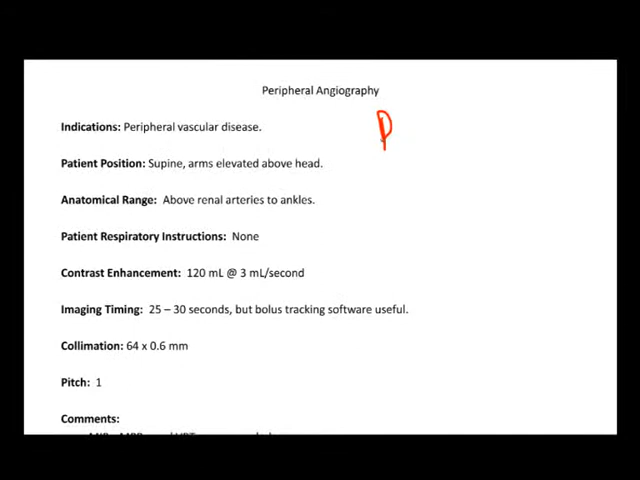 Peripheral Angiography
P
Indications: Peripheral vascular disease.
Patient Position: Supine, arms elevated above head.
Anatomical Range: Above renal arteries to ankles.
Patient Respiratory Instructions: None
Contrast Enhancement: 120 mL @ 3 mL/second
Imaging Timing: 25 – 30 seconds, but bolus tracking software useful.
Collimation: 64 x 0.6 mm
Pitch: 1
Comments: